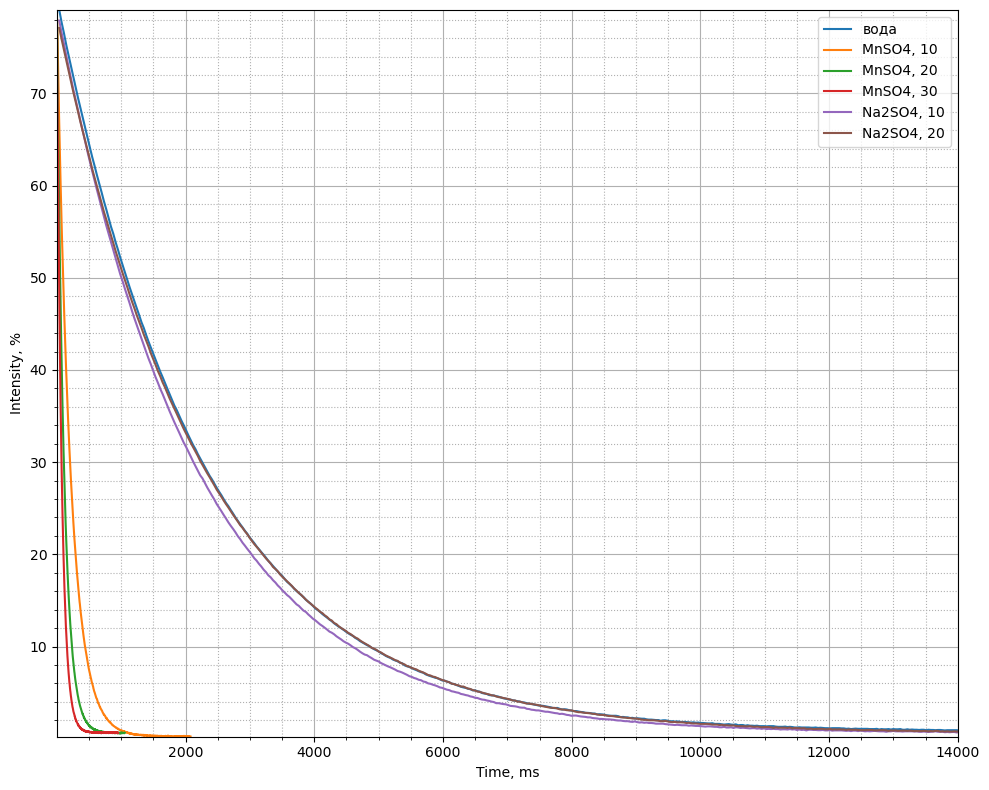 вода
MnSO4, 10
MnSO4, 20
MnSO4, 30
Na2SO4, 10
Na2SO4, 20
70
60
50
40
30
20
10
Intensity, %
2000 4000 6000 8000 10000 12000 14000
Time, ms